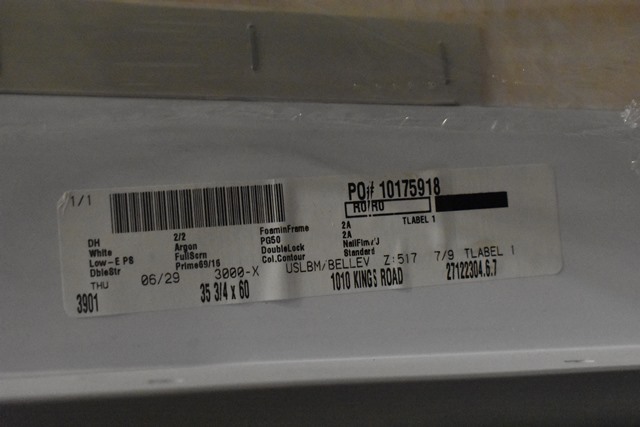 1/1
PO# 10175918
RO/RO
TLABEL 1
DH 2/2 FoaminFrame 2A
White Argon PG50 2A
Low-E PS FullScrn DoubleLock NailFin/J
DbleStr Prime69/16 Col.Contour Standard
THU 06/29 3000-X USLBM/BELLEV Z:517 7/9 TLABEL 1
3901 35 3/4 x 60 1010 KINGS ROAD 27122304.6.7